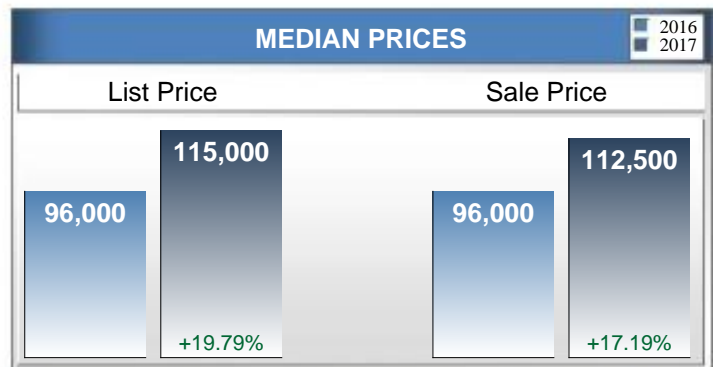 MEDIAN PRICES
2016
2017
List Price
Sale Price
96,000
115,000
+19.79%
96,000
112,500
+17.19%